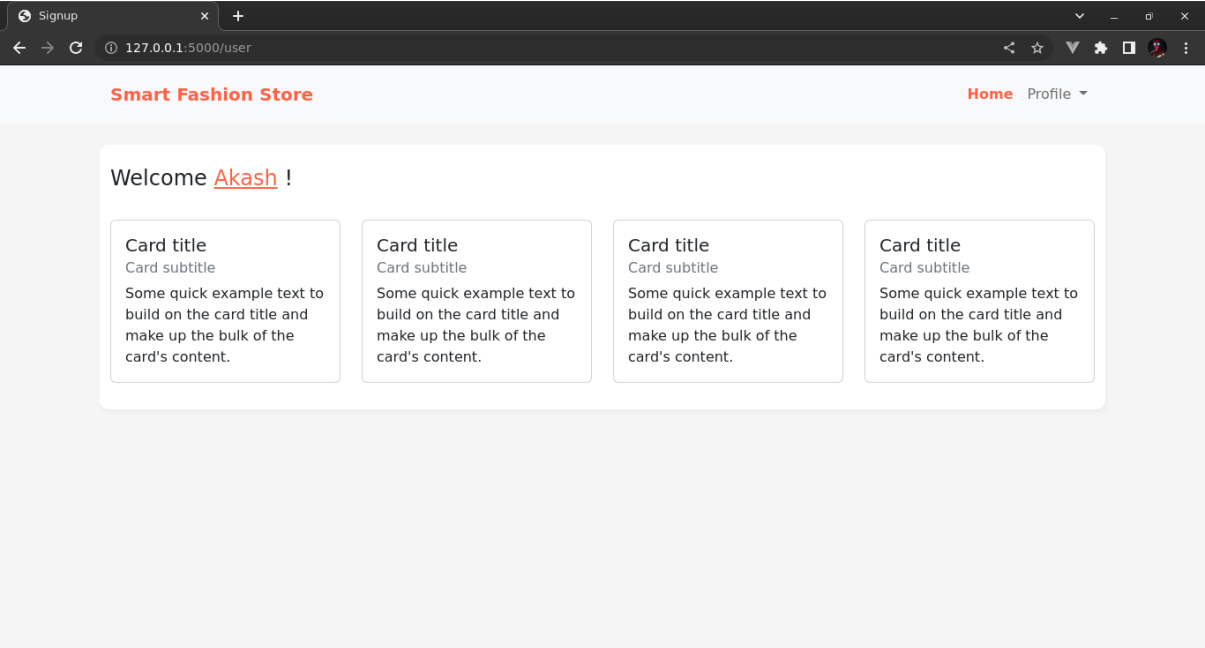 Signup
127.0.0.1:5000/user
Smart Fashion Store
Home Profile
Welcome Akash !
Card title
Card subtitle
Some quick example text to
build on the card title and
make up the bulk of the
card's content.
Card title
Card subtitle
Some quick example text to
build on the card title and
make up the bulk of the
card's content.
Card title
Card subtitle
Some quick example text to
build on the card title and
make up the bulk of the
card's content.
Card title
Card subtitle
Some quick example text to
build on the card title and
make up the bulk of the
card's content.